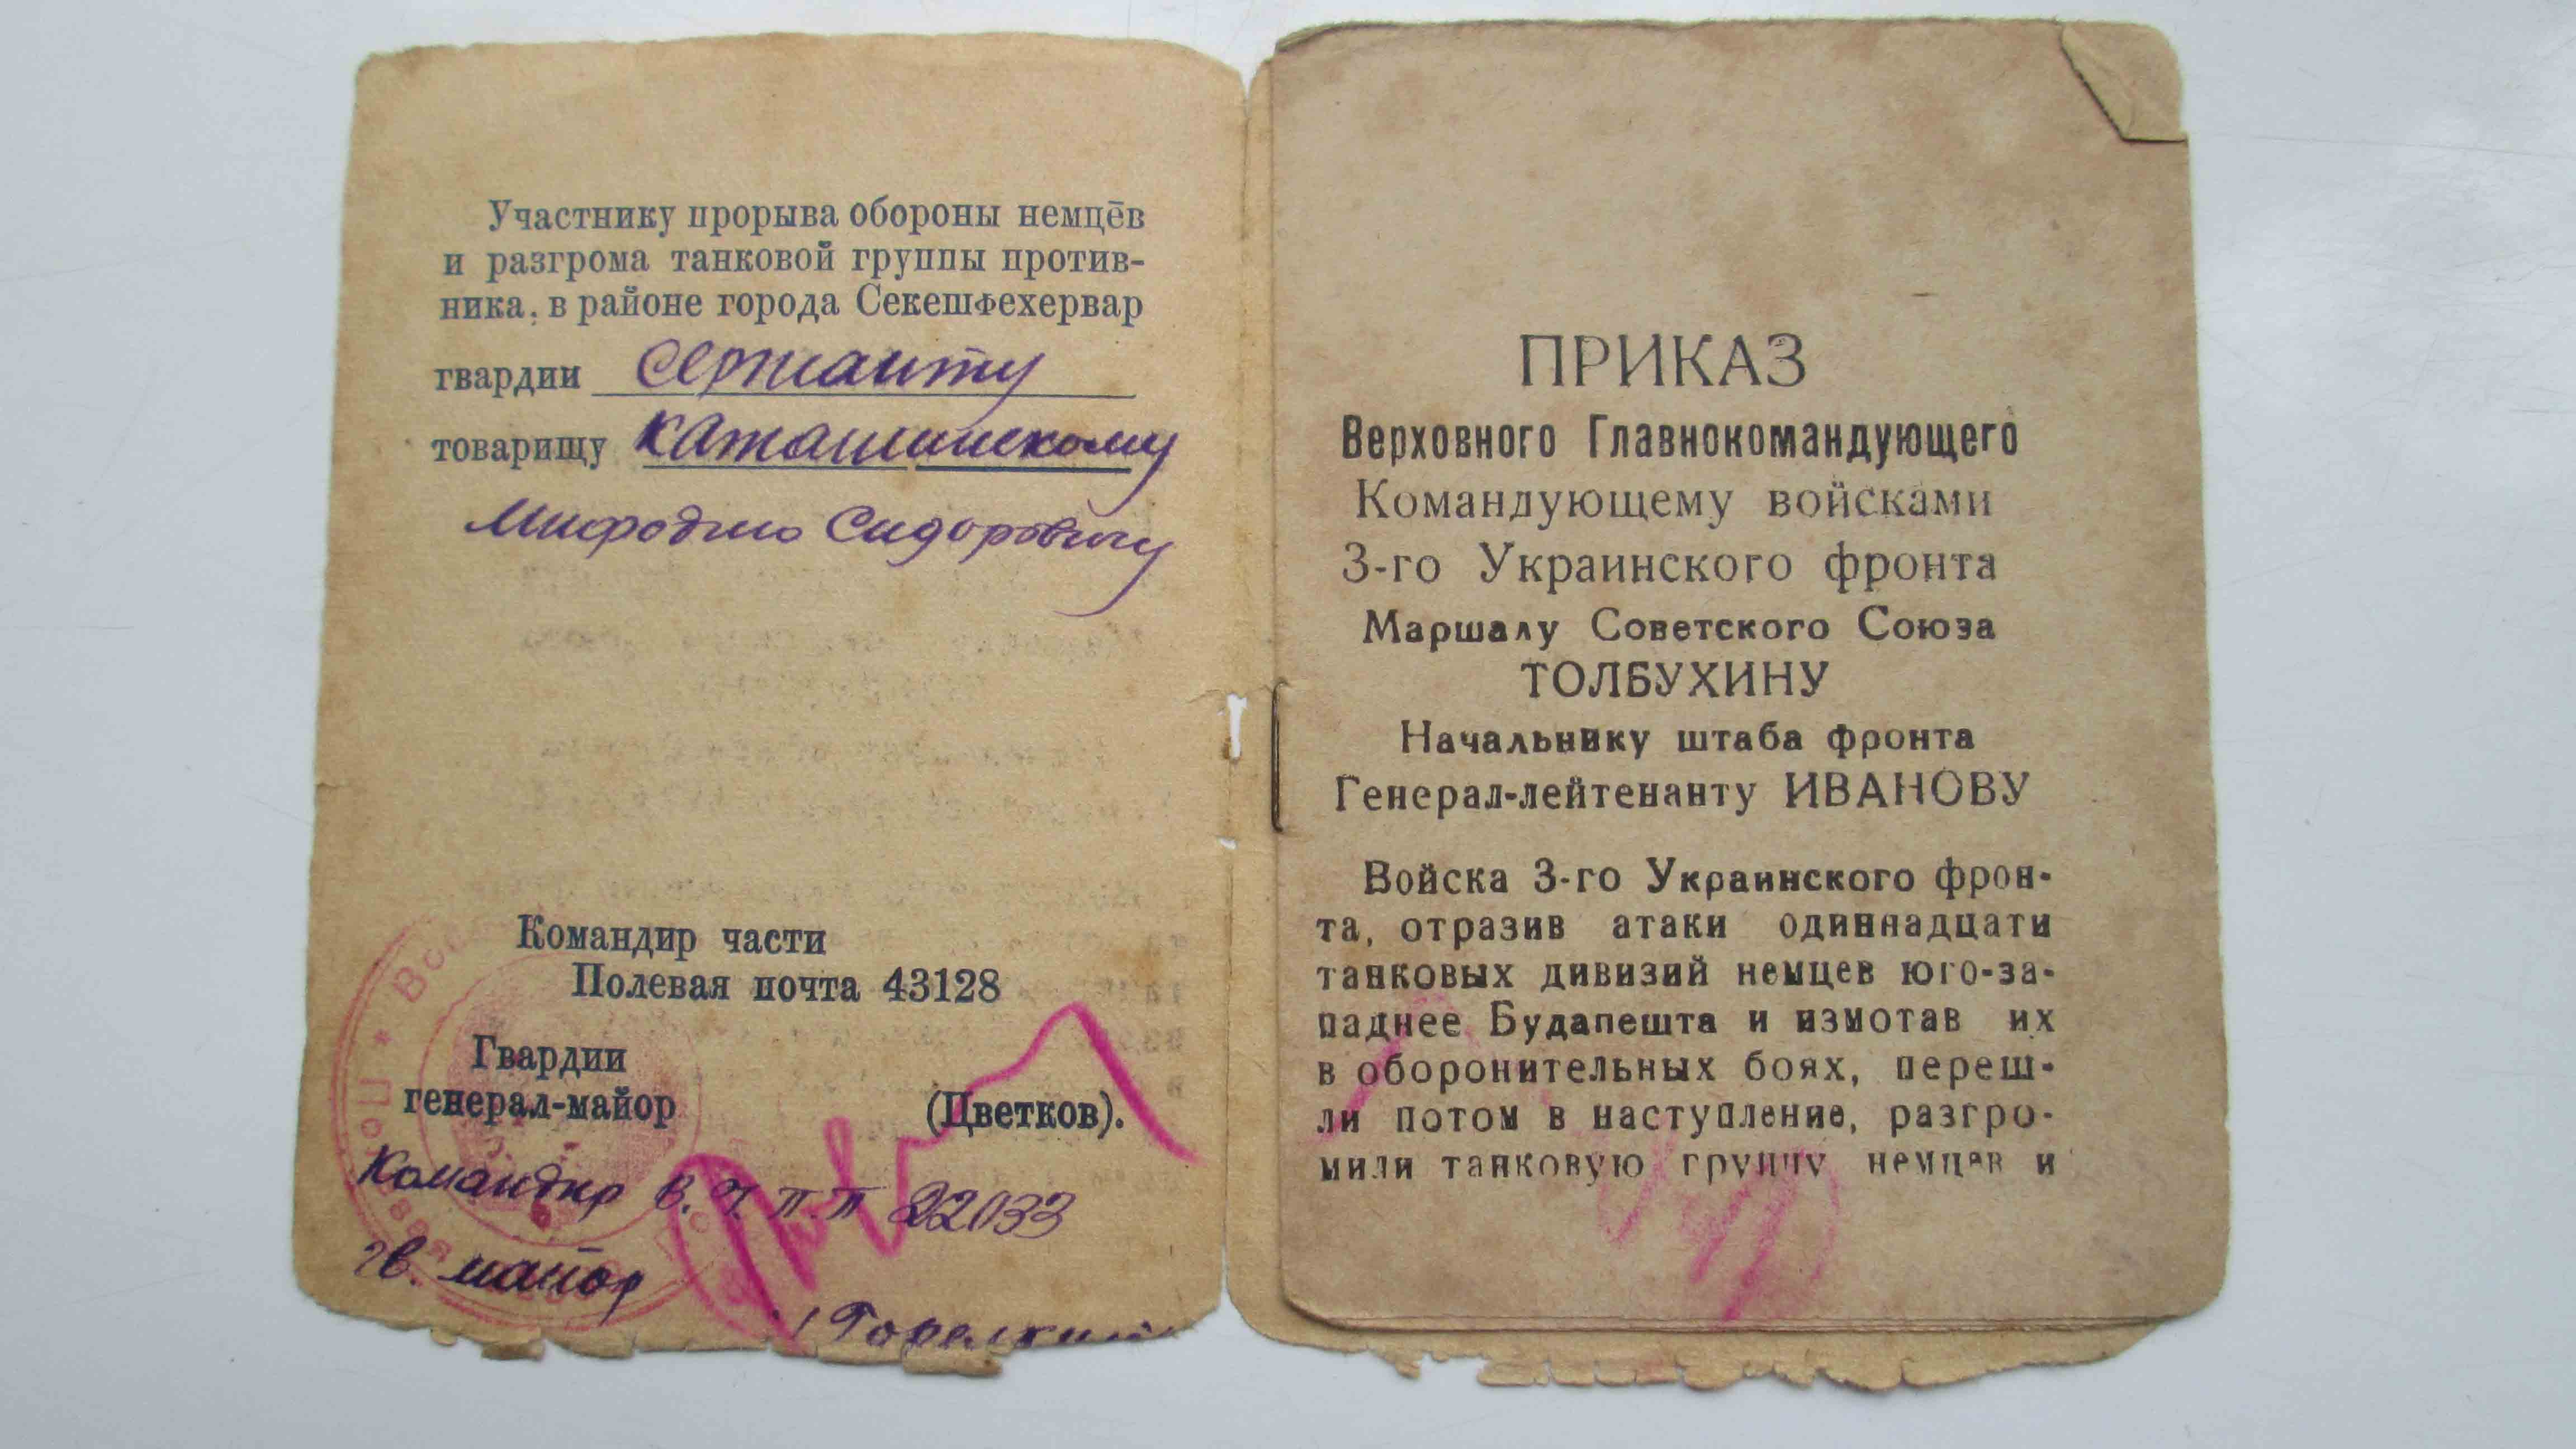 Участнику прорыва обороны немцёв
и разгрома танковой группы против-
ника. в районе города Секешфехервар
гвардии сержанту
товарищу Каташинскому
Мифодию Сидоровичу
Командир части
Полевая почта 43128
Гвардии
генерал-майор (Цветков).
Командир В. Ч. П. П 22033
гв. майор
ПРИКАЗ
Верховного Главнокомандующего
Командующему войсками
3-го Украинского фронта
Маршалу Советского Союза
ТОЛБУХИНУ
Начальнику штаба фронта
Генерал-лейтенанту ИВАНОВУ
Войска 3-го Украинского фрон-
та, отразив атаки одиннадцати
танковых дивизий немцев юго-за-
паднее Будапешта и измотав их
в оборонительных боях, переш-
ли потом в наступление, разгро-
мили танковую группу немцев и